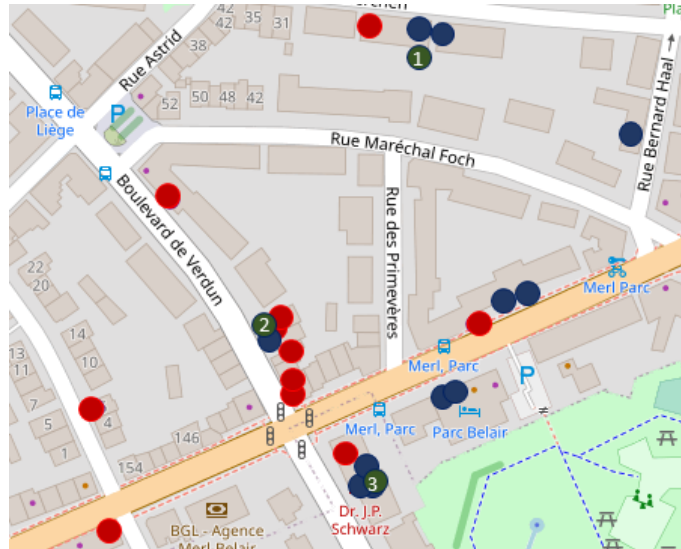 42
42
35
31
38
Rue Astrid
1
Place de
Liège
P
52
50
48
42
Rue Maréchal Foch
Rue Bernard Haal
Boulevard de Verdun
Rue des Primevères
22
20
Merl Parc
2
14
10
13
11
Merl, Parc
P
7
5
4
1
146
154
Merl, Parc
Parc Belair
3
Dr. J.P.
Schwarz
BGL - Agence
Merl Belair